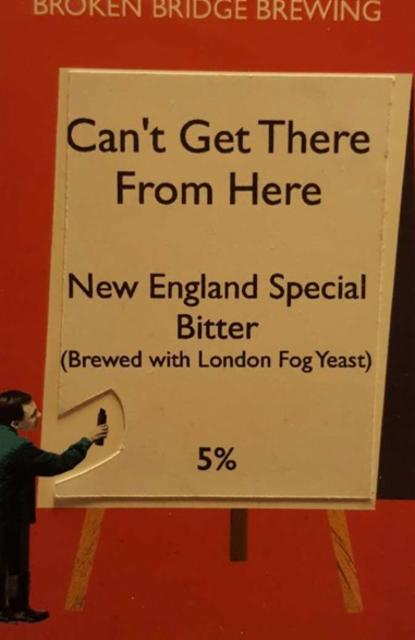 BROKEN BRIDGE BREWING
Can't Get There
From Here
New England Special
Bitter
(Brewed with London Fog Yeast)
5%